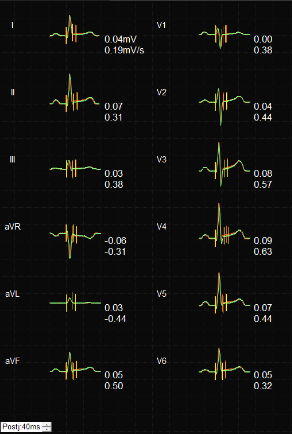 I
0.04mV
0.19mV/s
II
0.07
0.31
III
0.03
0.38
aVR
-0.06
-0.31
aVL
0.03
-0.44
aVF
0.05
0.50
V1
0.00
0.38
V2
0.04
0.44
V3
0.08
0.57
V4
0.09
0.63
V5
0.07
0.44
V6
0.05
0.32
Postj:40ms